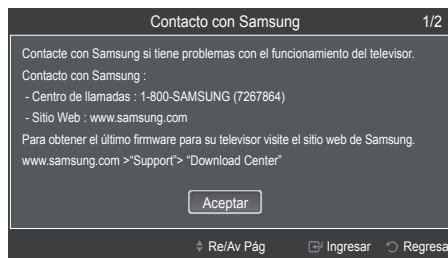 Contacto con Samsung 1/2
Contacte con Samsung si tiene problemas con el funcionamiento del televisor.
Contacto con Samsung :
- Centro de llamadas : 1-800-SAMSUNG (7267864)
- Sitio Web : www.samsung.com
Para obtener el último firmware para su televisor visite el sitio web de Samsung.
www.samsung.com >“Support”> “Download Center”
Aceptar
Re/Av Pág Ingresar Regresa